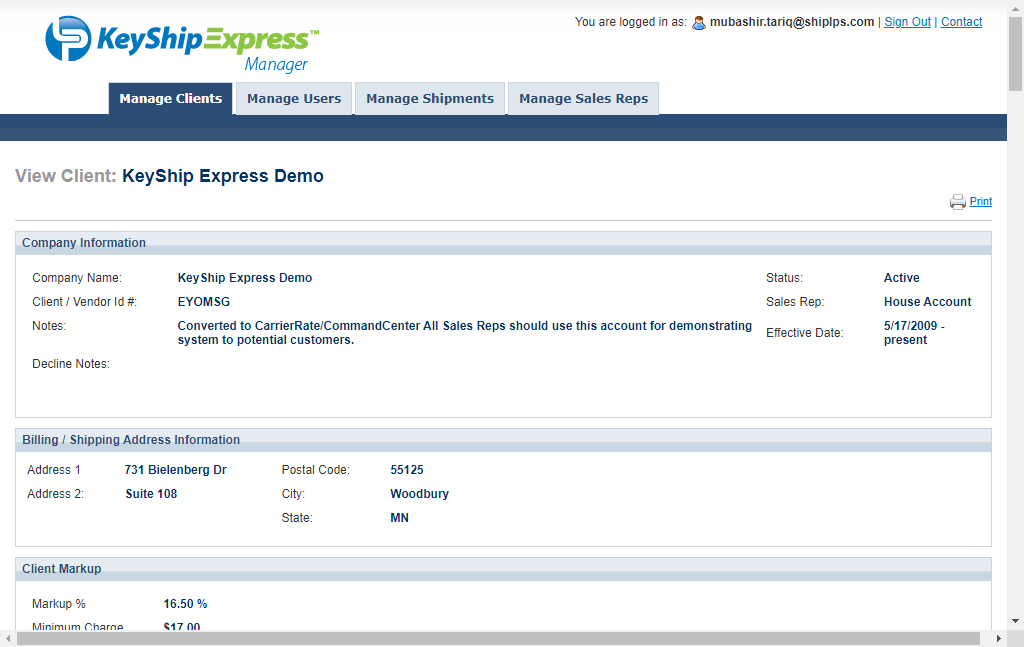 You are logged in as: mubashir.tariq@shiplps.com | Sign Out | Contact
KeyShipExpress™
Manager
Manage Clients Manage Users Manage Shipments Manage Sales Reps
View Client: KeyShip Express Demo
Print
Company Information
Company Name: KeyShip Express Demo Status: Active
Client / Vendor Id #: EYOMSG Sales Rep: House Account
Notes: Converted to CarrierRate/CommandCenter All Sales Reps should use this account for demonstrating
system to potential customers.
Effective Date: 5/17/2009 -
present
Decline Notes:
Billing / Shipping Address Information
Address 1 731 Bielenberg Dr Postal Code: 55125
Address 2: Suite 108 City: Woodbury
State: MN
Client Markup
Markup % 16.50 %
Minimum Charge $17.00